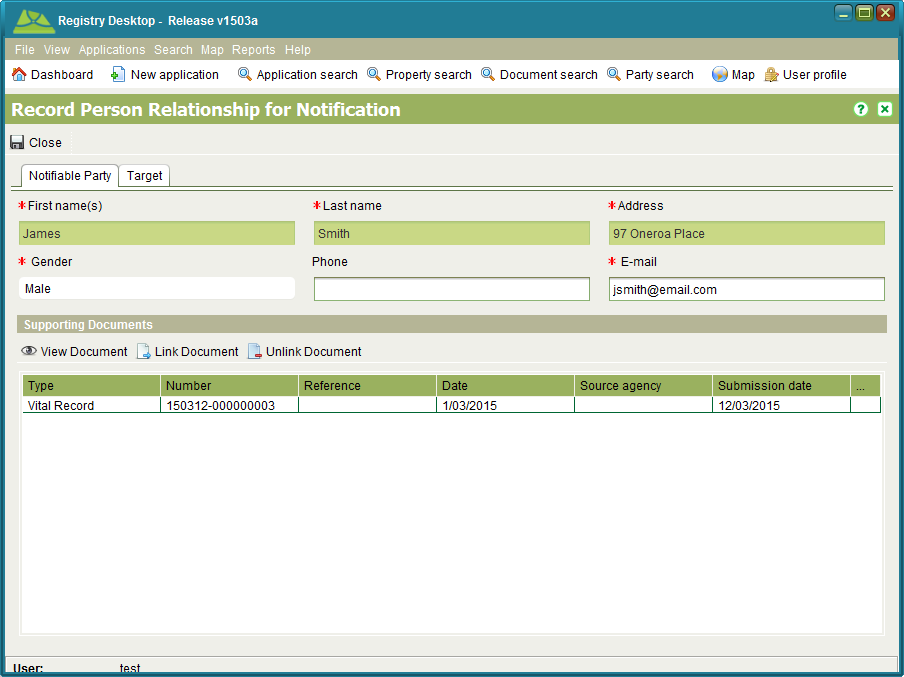 Registry Desktop - Release v1503a
File View Applications Search Map Reports Help
Dashboard New application Application search Property search Document search Party search Map User profile
Record Person Relationship for Notification ?
Close
Notifiable Party Target
*First name(s) *Last name *Address
James Smith 97 Oneroa Place
* Gender Phone * E-mail
Male jsmith@email.com
Supporting Documents
View Document Link Document Unlink Document
Type Number Reference Date Source agency Submission date ...
Vital Record 150312-000000003 1/03/2015 12/03/2015
User: test